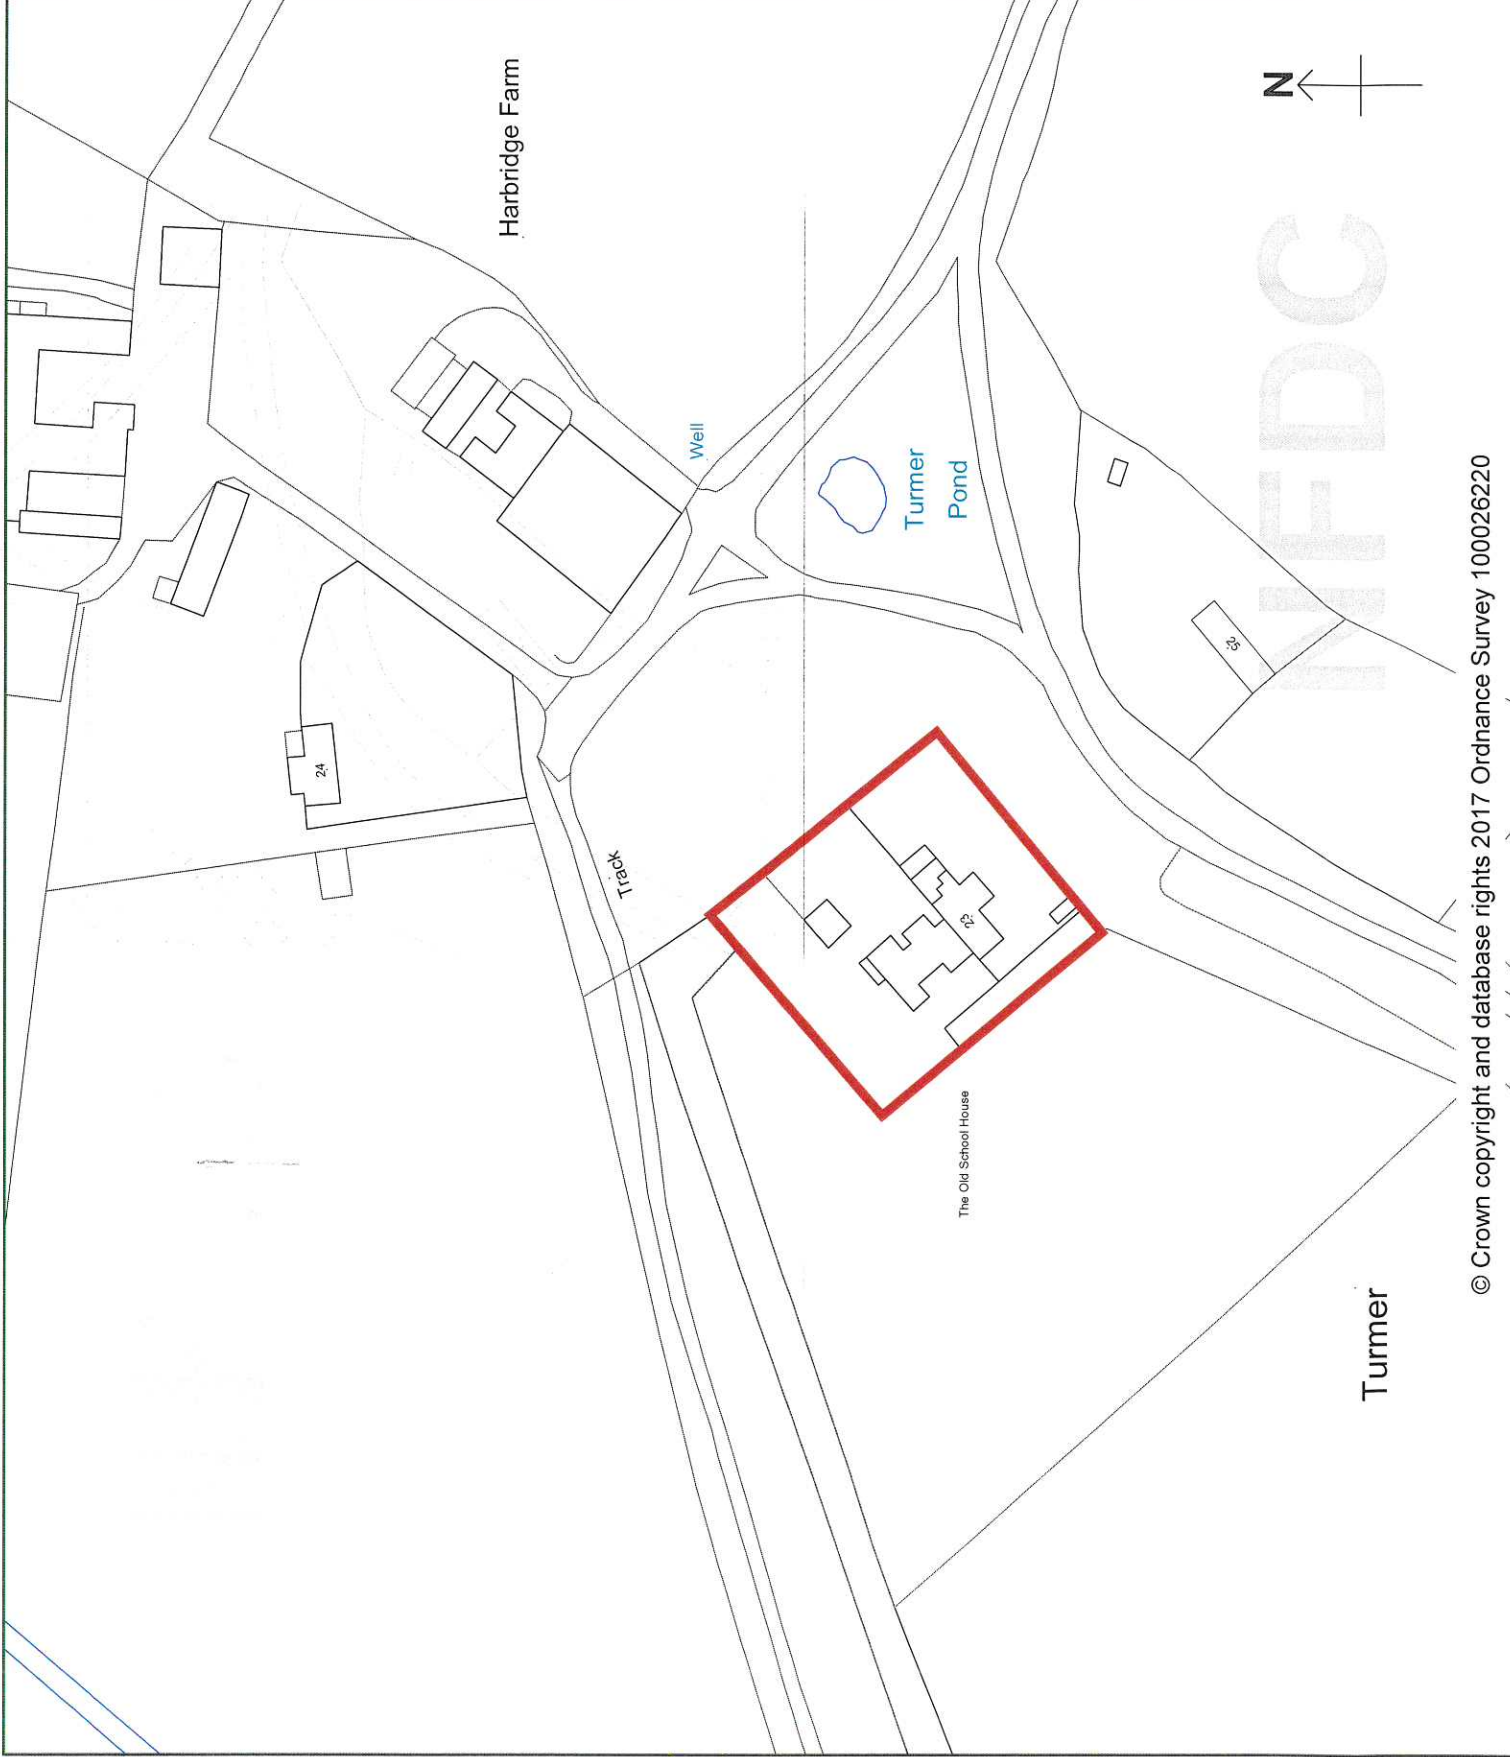 N
Harbridge Farm
Well
Turmer
Pond
24
Track
23
25
The Old School House
Turmer
NFDC
© Crown copyright and database rights 2017 Ordnance Survey 100026220